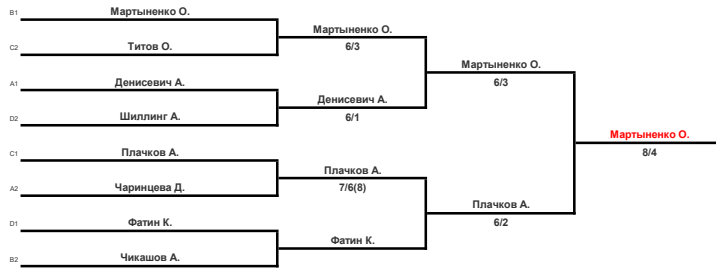 B1 Мартыненко О.
Мартыненко О.
C2 Титов О.
6/3
Мартыненко О.
A1 Денисевич А.
6/3
Денисевич А.
D2 Шиллинг А.
6/1
Мартыненко О.
C1 Плачков А.
8/4
Плачков А.
A2 Чаринцева Д.
7/6(8)
Плачков А.
D1 Фатин К.
6/2
Фатин К.
B2 Чикашов А.